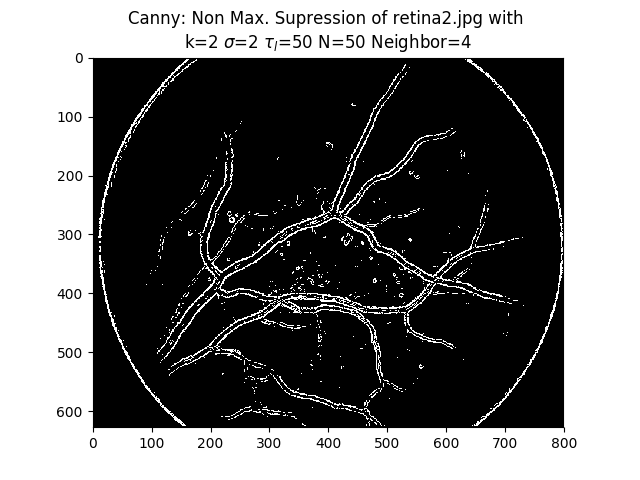 Canny: Non Max. Supression of retina2.jpg with
k=2 σ=2 τ_l=50 N=50 Neighbor=4
0
100
200
300
400
500
600
0 100 200 300 400 500 600 700 800